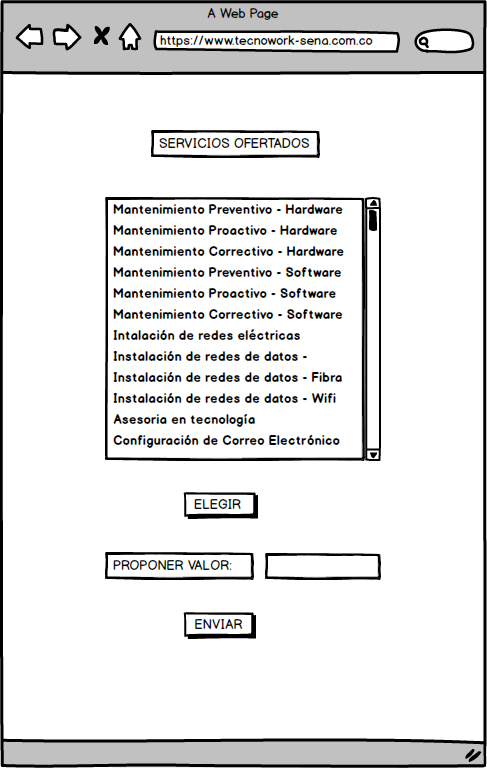 A Web Page
https://www.tecnowork-sena.com.co
SERVICIOS OFERTADOS
Mantenimiento Preventivo - Hardware
Mantenimiento Proactivo - Hardware
Mantenimiento Correctivo - Hardware
Mantenimiento Preventivo - Software
Mantenimiento Proactivo - Software
Mantenimiento Correctivo - Software
Intalación de redes eléctricas
Instalación de redes de datos -
Instalación de redes de datos - Fibra
Instalación de redes de datos - Wifi
Asesoria en tecnología
Configuración de Correo Electrónico
ELEGIR
PROPONER VALOR:
ENVIAR